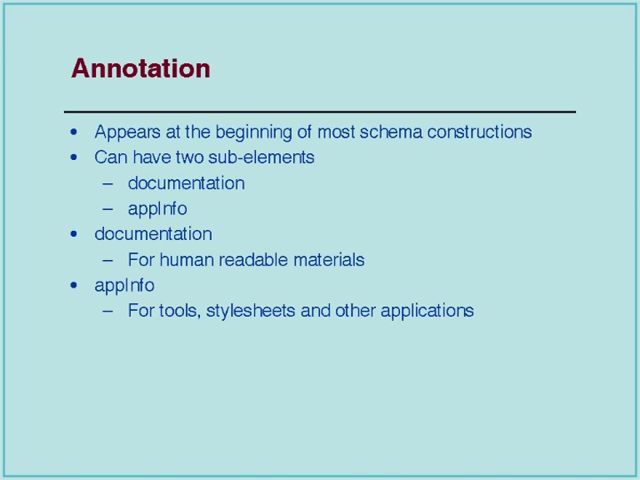 Annotation
• Appears at the beginning of most schema constructions
• Can have two sub-elements
– documentation
– appInfo
• documentation
– For human readable materials
• appInfo
– For tools, stylesheets and other applications